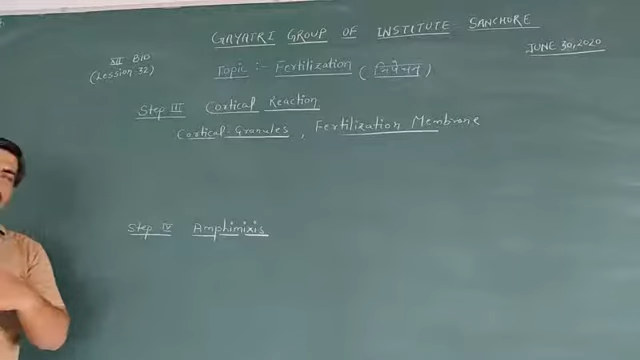 GAYATRI GROUP OF INSTITUTE SANCHORE
JUNE 30, 2020
XII BIO
(Lession 32)
Topic :- Fertilization (निषेचन)
Step III Cortical Reaction
Cortical Granules, Fertilization Membrane
Step IV Amphimixis